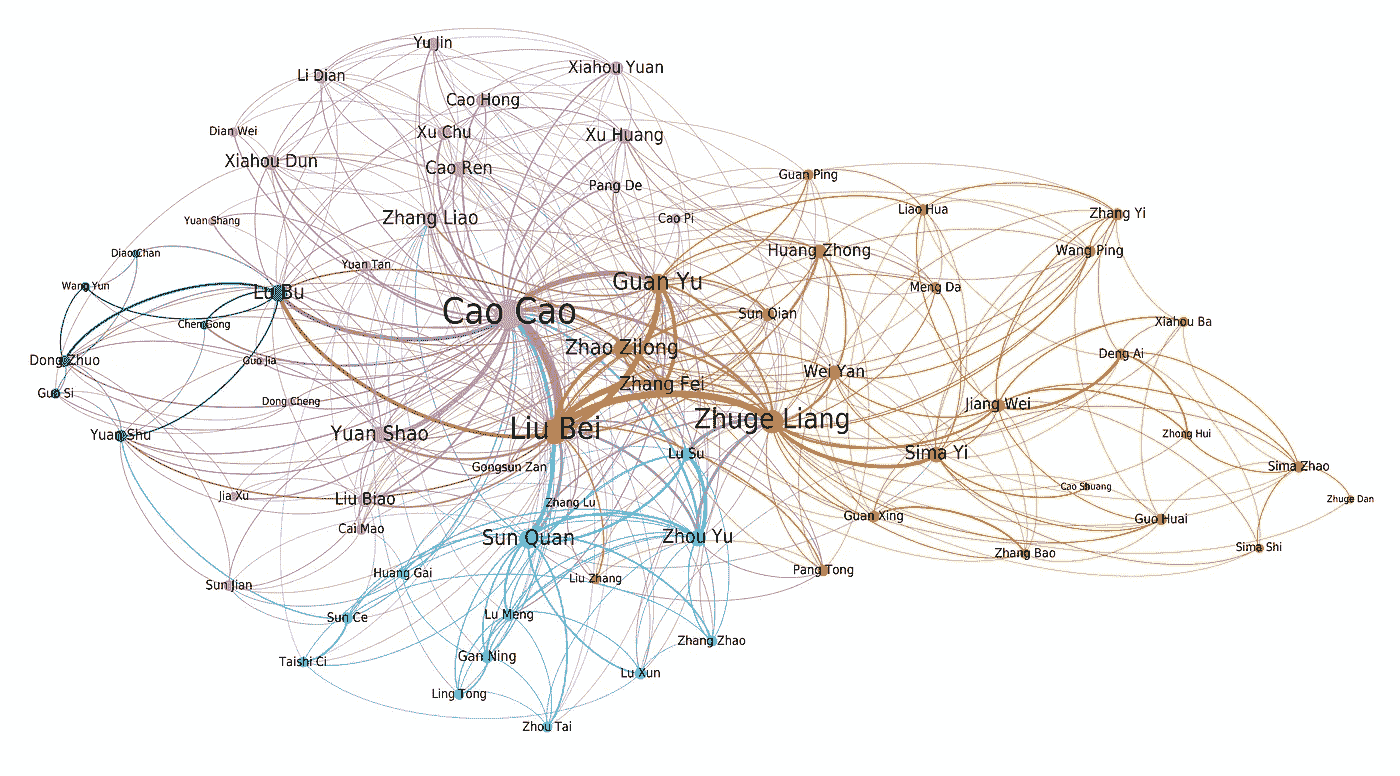 Yu Jin
Li Dian
Xiahou Yuan
Cao Hong
Dian Wei
Xu Chu
Xu Huang
Xiahou Dun
Cao Ren
Guan Ping
Pang De
Liao Hua
Zhang Yi
Yuan Shang
Zhang Liao
Cao Pi
Diao Chan
Huang Zhong
Wang Ping
Yuan Tan
Wang Yun
Lu Bu
Guan Yu
Meng Da
Cao Cao
Sun Qian
Chen Gong
Xiahou Ba
Dong Zhuo
Guo Jia
Zhao Zilong
Deng Ai
Guo Si
Zhang Fei
Wei Yan
Dong Cheng
Jiang Wei
Yuan Shu
Yuan Shao
Liu Bei
Zhuge Liang
Zhong Hui
Lu Su
Sima Yi
Gongsun Zan
Sima Zhao
Jia Xu
Liu Biao
Zhang Lu
Cao Shuang
Zhuge Dan
Cai Mao
Guan Xing
Guo Huai
Sun Quan
Zhou Yu
Zhang Bao
Sima Shi
Huang Gai
Liu Zhang
Pang Tong
Sun Jian
Sun Ce
Lu Meng
Zhang Zhao
Taishi Ci
Gan Ning
Lu Xun
Ling Tong
Zhou Tai